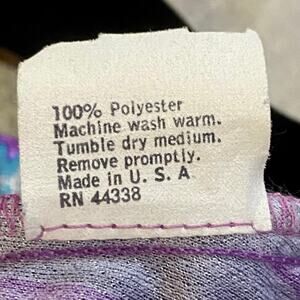 100% Polyester
Machine wash warm.
Tumble dry medium.
Remove promptly.
Made in U. S. A
RN 44338